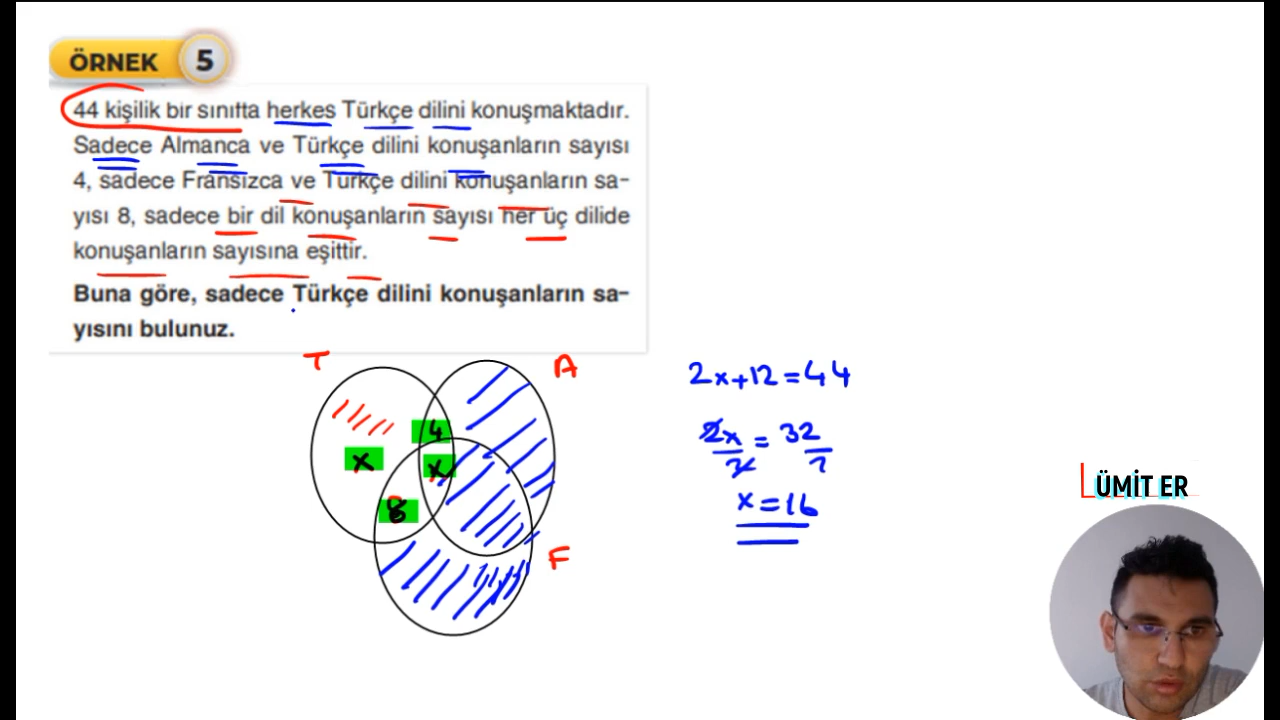 ÖRNEK 5
44 kişilik bir sınıfta herkes Türkçe dilini konuşmaktadır.
Sadece Almanca ve Türkçe dilini konuşanların sayısı
4, sadece Fransızca ve Türkçe dilini konuşanların sa-
yısı 8, sadece bir dil konuşanların sayısı her üç dilide
konuşanların sayısına eşittir.
Buna göre, sadece Türkçe dilini konuşanların sa-
yısını bulunuz.
T
A
4
x
x
8
F
2x+12=44
2x/2 = 32/2
x=16
ÜMİT ER